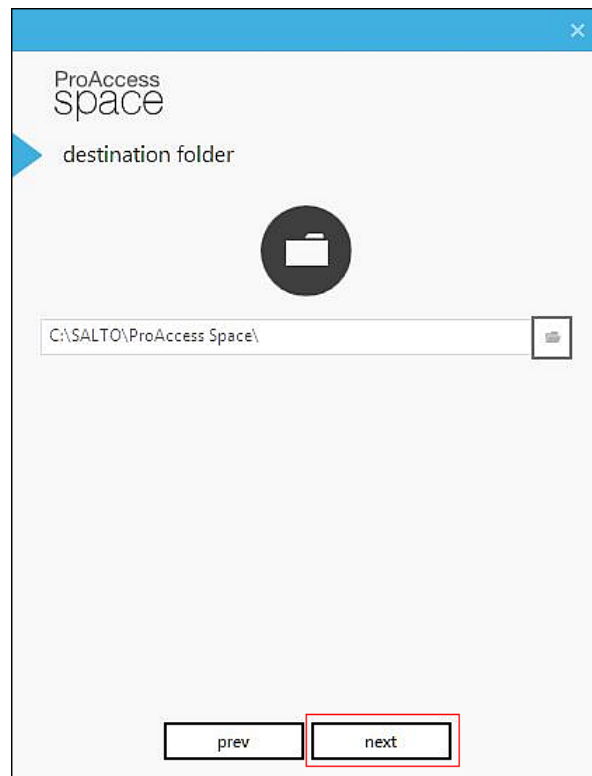 ProAccess
space
destination folder
C:\SALTO\ProAccess Space\
prev
next